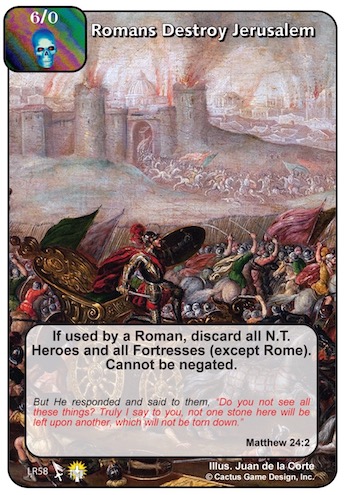 6/0
Romans Destroy Jerusalem
If used by a Roman, discard all N.T.
Heroes and all Fortresses (except Rome).
Cannot be negated.
But He responded and said to them, “Do you not see all
these things? Truly I say to you, not one stone here will be
left upon another, which will not be torn down.”
Matthew 24:2
LR58
Illus. Juan de la Corte
© Cactus Game Design, Inc.